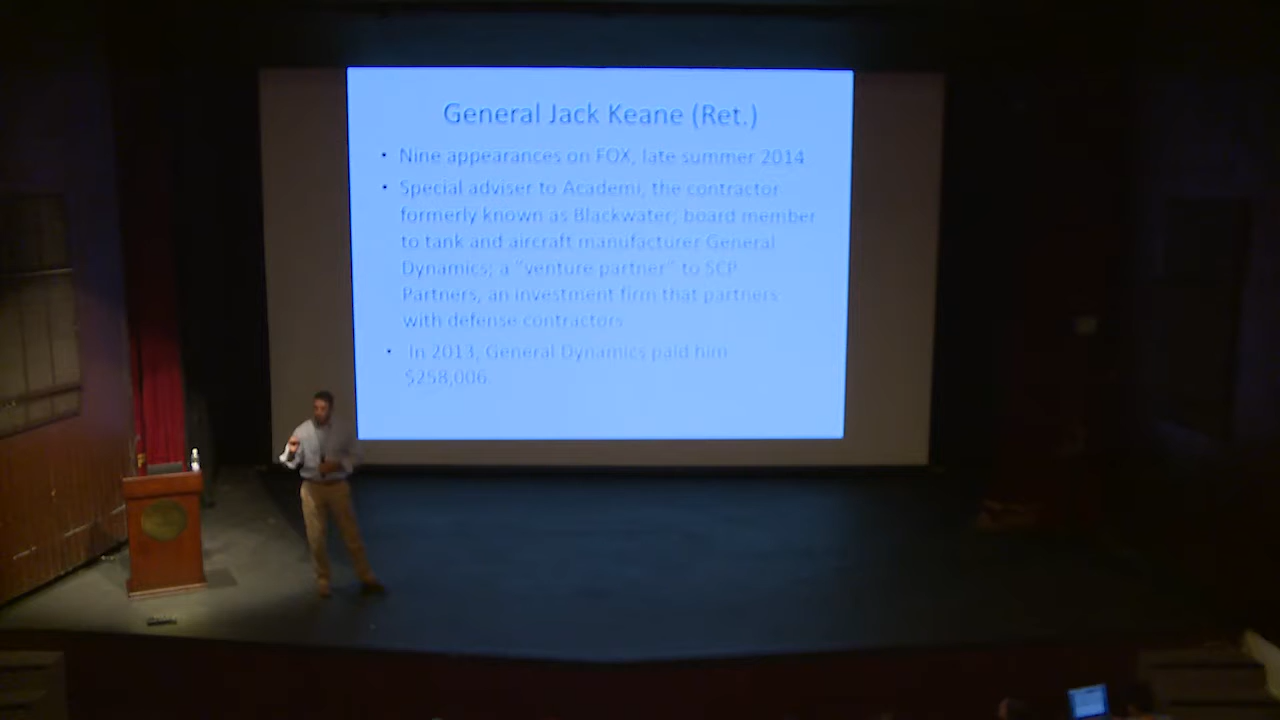 General Jack Keane (Ret.)
• Nine appearances on FOX, late summer 2014
• Special adviser to Academi, the contractor
formerly known as Blackwater; board member
to tank and aircraft manufacturer General
Dynamics; a "venture partner" to SCP
Partners, an investment firm that partners
with defense contractors
• In 2013, General Dynamics paid him
$258,006